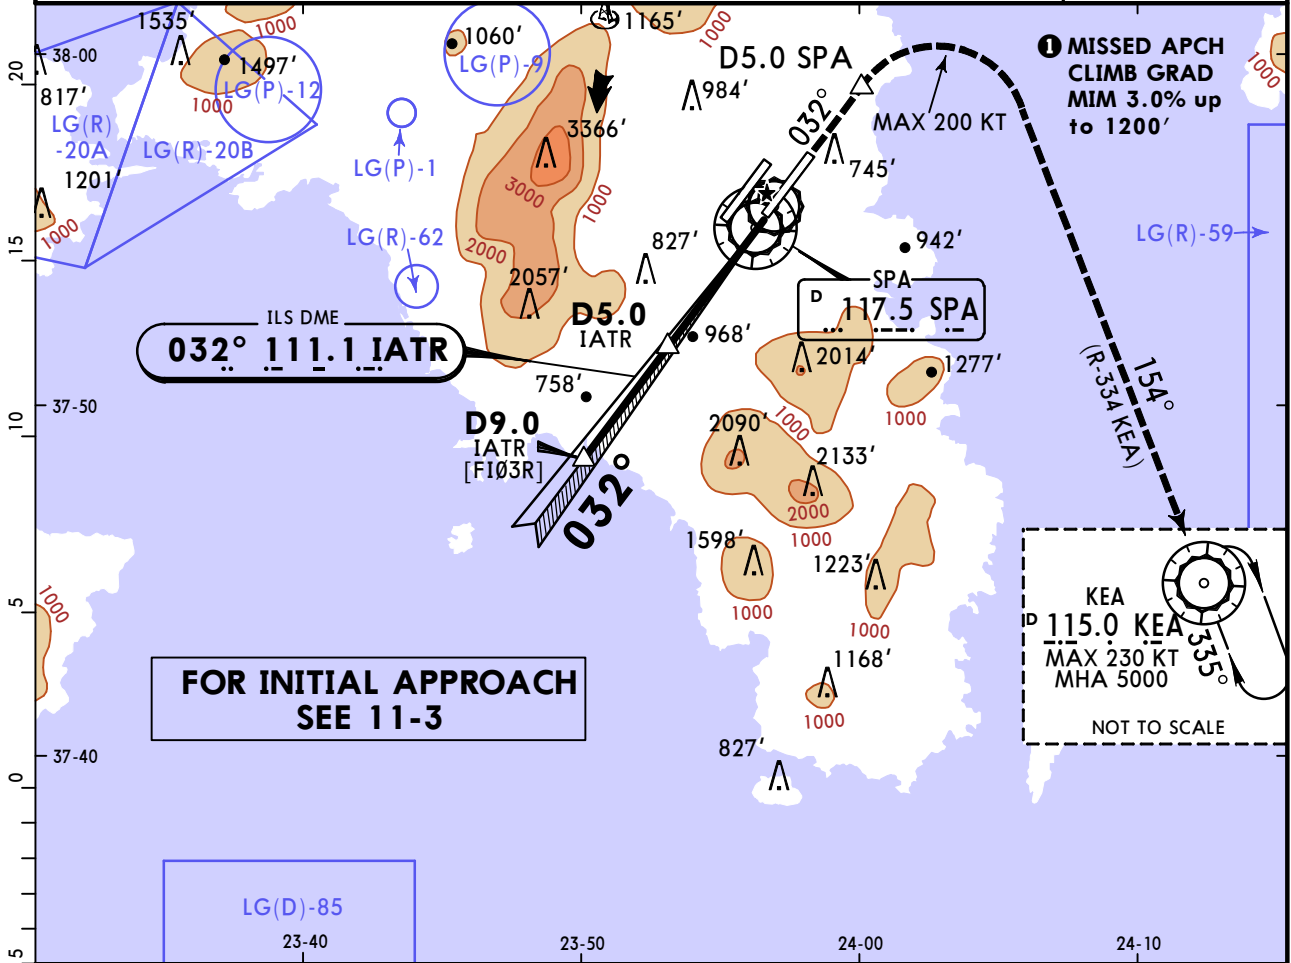 1535′
1000
1165′
1000
38-00
1060′
LG(P)-9
D5.0 SPA
1 MISSED APCH
CLIMB GRAD
MIM 3.0% up
to 1200′
1000
20
1497′
LG(P)-12
1000
817′
LG(R)
-20A
LG(R)-20B
984′
032°
MAX 200 KT
3366′
3000
1000
745′
LG(P)-1
1201′
1000
2000
LG(R)-62
827′
942′
LG(R)-59
15
2057′
SPA
D 117.5 SPA
ILS DME
032° 111.1 IATR
D5.0
IATR
968′
2014′
1277′
1000
1000
154°
(R-334 KEA)
758′
37-50
10
D9.0
IATR
[FIØ3R]
032°
2090′
2133′
2000
1000
1598′
1000
1223′
1000
5
1000
KEA
D 115.0 KEA
MAX 230 KT
MHA 5000
335°
NOT TO SCALE
FOR INITIAL APPROACH
SEE 11-3
1168′
1000
827′
37-40
0
LG(D)-85
5
23-40
23-50
24-00
24-10